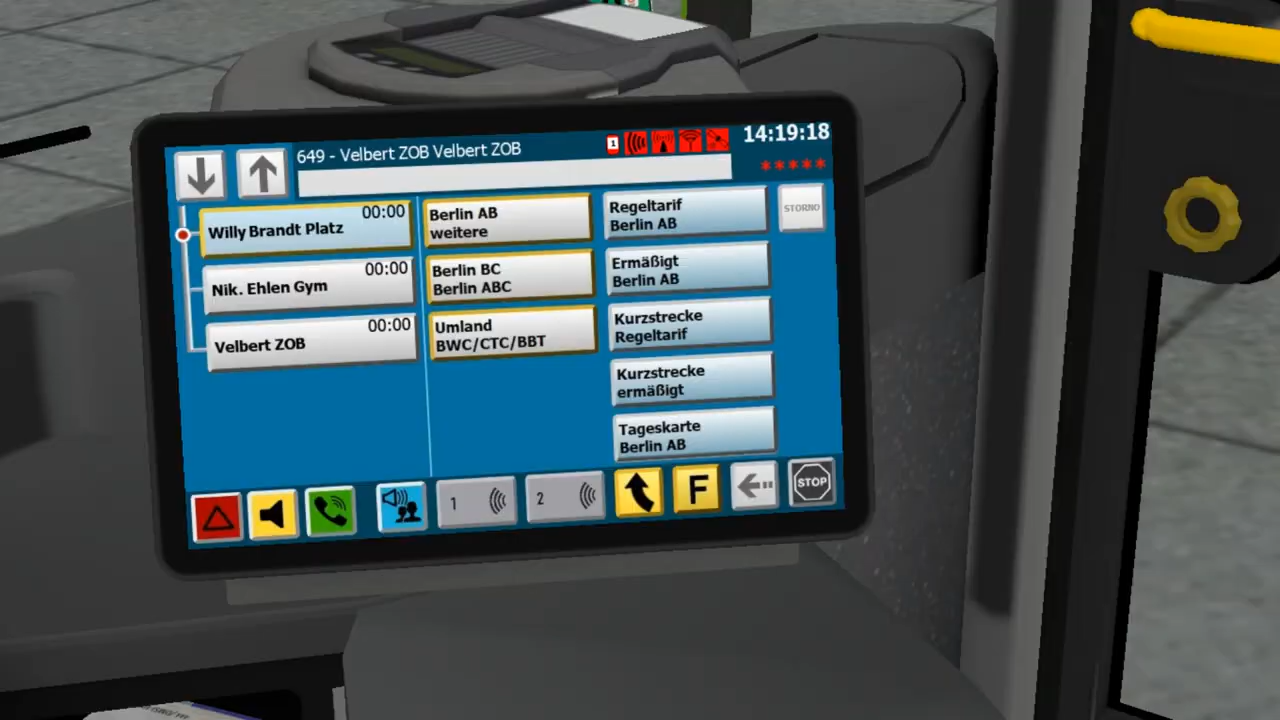 649 - Velbert ZOB Velbert ZOB
1
14:19:18
*****
Willy Brandt Platz
00:00
Nik. Ehlen Gym
00:00
Velbert ZOB
00:00
Berlin AB
weitere
Berlin BC
Berlin ABC
Umland
BWC/CTC/BBT
Regeltarif
Berlin AB
Ermäßigt
Berlin AB
Kurzstrecke
Regeltarif
Kurzstrecke
ermäßigt
Tageskarte
Berlin AB
STORNO
1
2
F
STOP